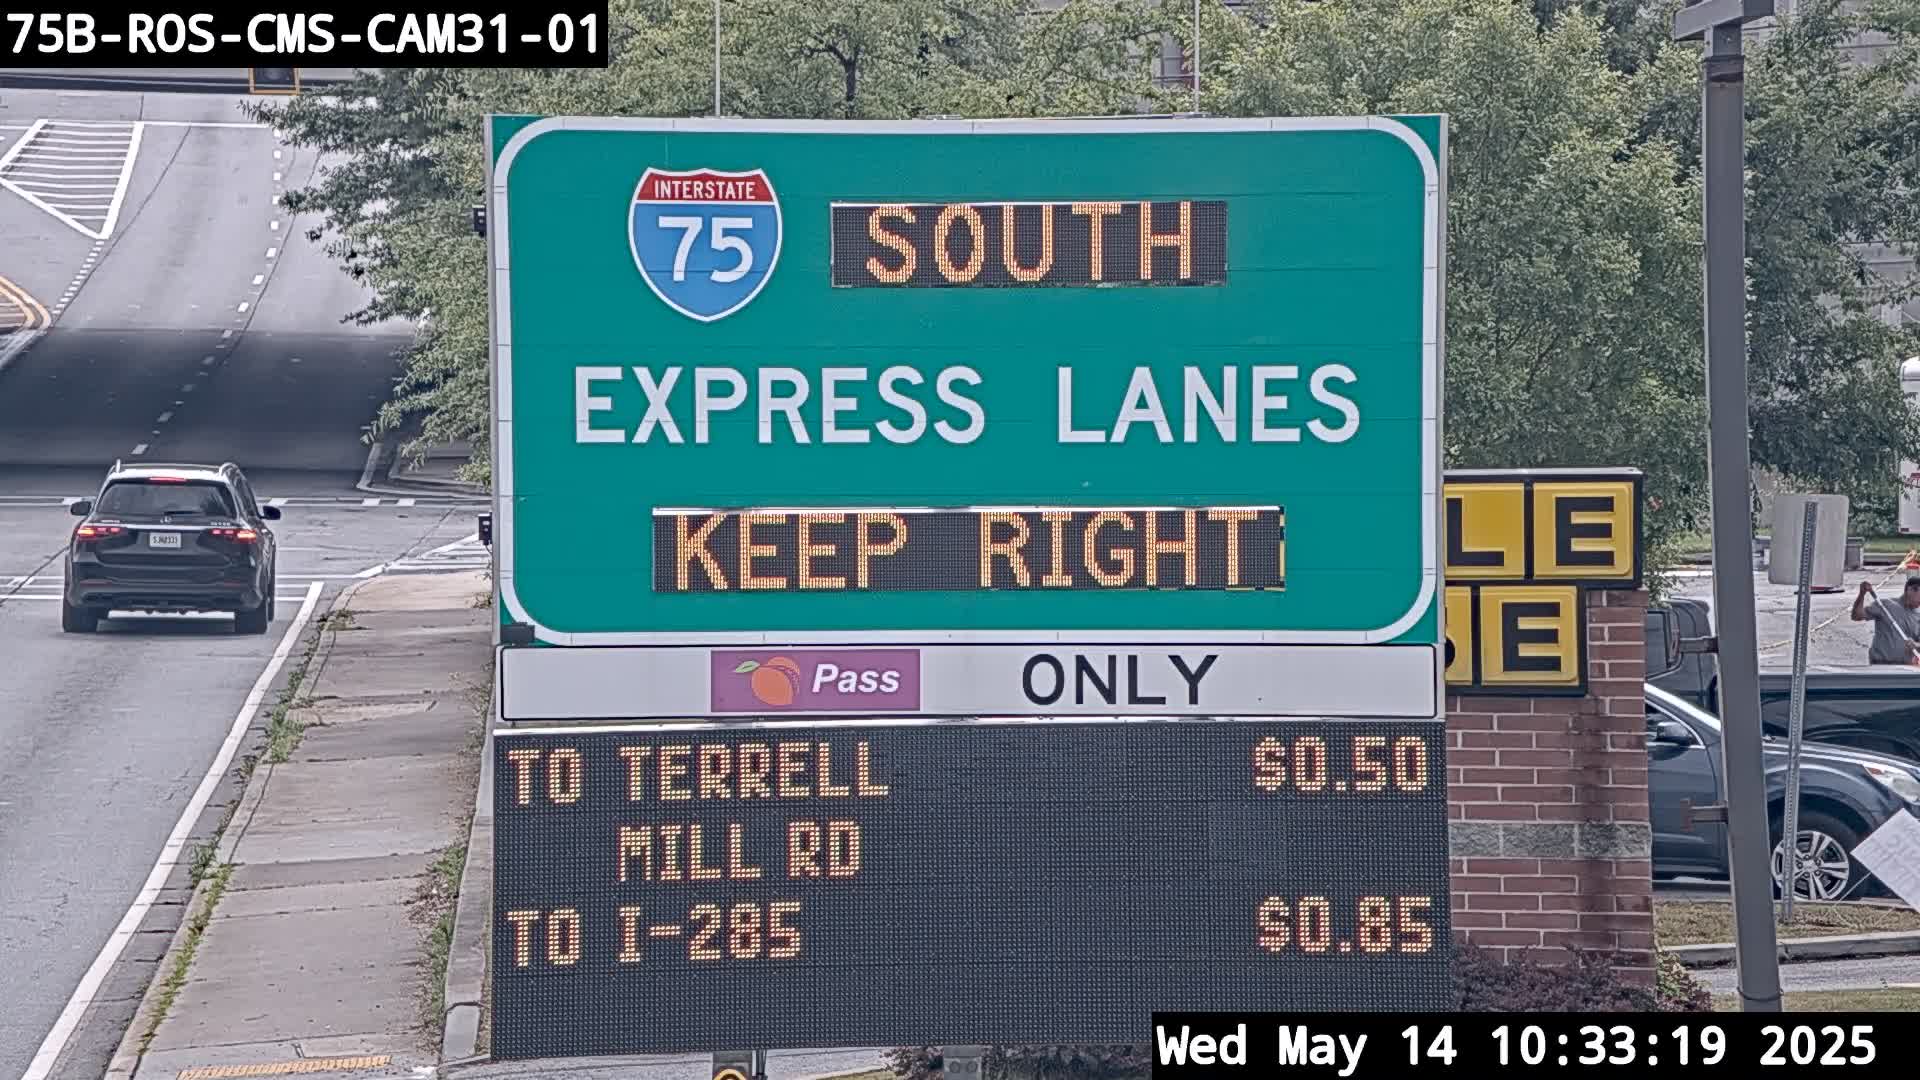 75B-ROS-CMS-CAM31-01
INTERSTATE
75
SOUTH
EXPRESS LANES
KEEP RIGHT
Pass ONLY
TO TERRELL $0.50
MILL RD
TO I-285 $0.85
LE
E
Wed May 14 10:33:19 2025